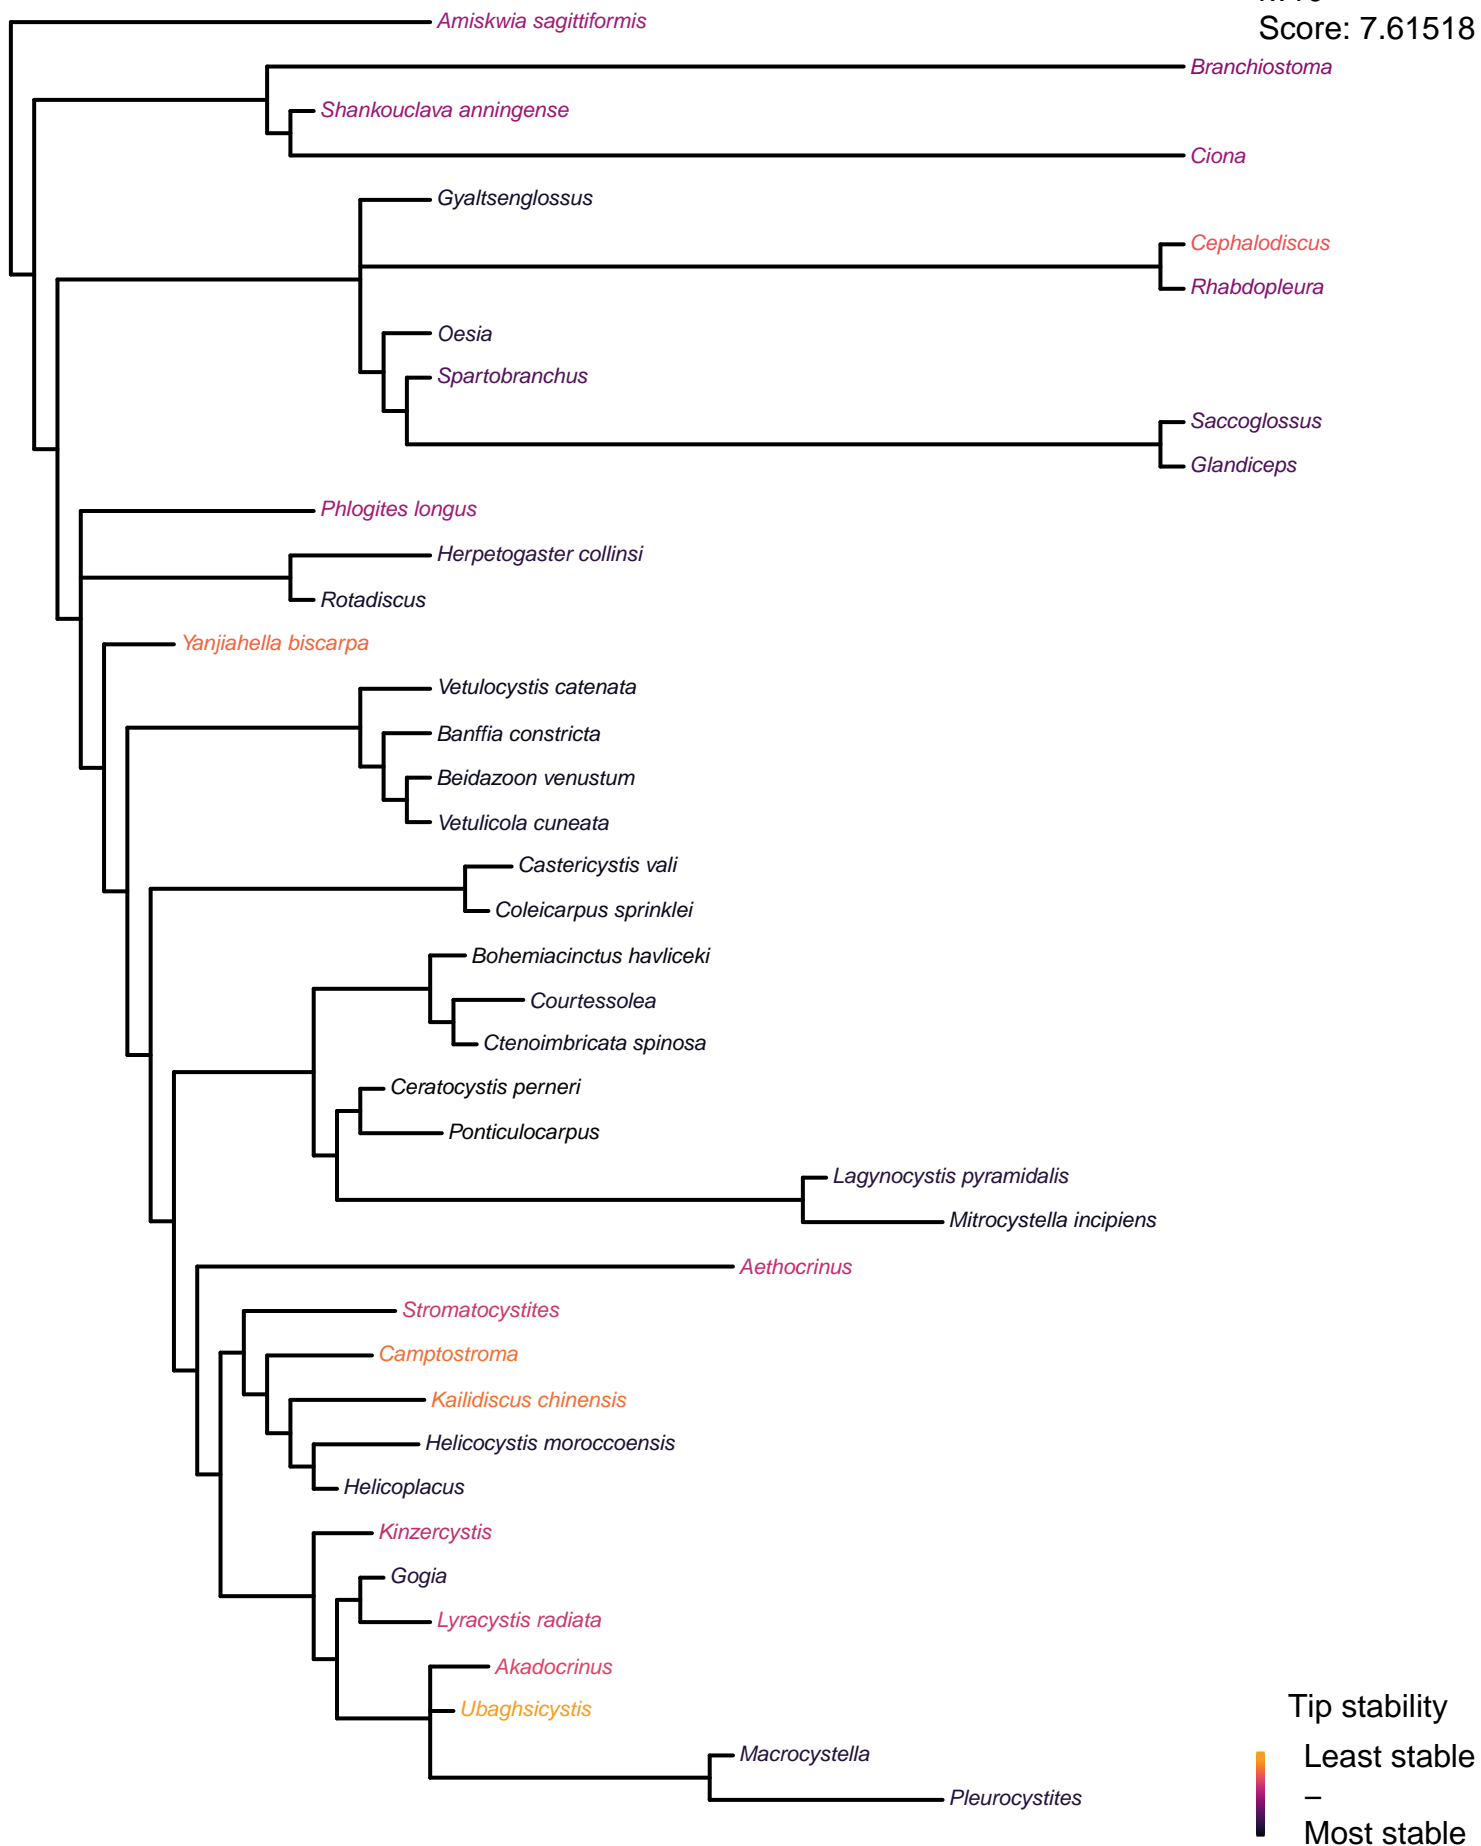 Amiskwia sagittiformis
Score: 7.61518
Branchiostoma
Shankouclava anningense
Ciona
Gyaltsenglossus
Cephalodiscus
Rhabdopleura
Oesia
Spartobranchus
Saccoglossus
Glandiceps
Phlogites longus
Herpetogaster collinsi
Rotadiscus
Yanjiahella biscarpa
Vetulocystis catenata
Banffia constricta
Beidazoon venustum
Vetulicola cuneata
Castericystis vali
Coleicarpus sprinklei
Bohemiacinctus havliceki
Courtessolea
Ctenoimbricata spinosa
Ceratocystis perneri
Ponticulocarpus
Lagynocystis pyramidalis
Mitrocystella incipiens
Aethocrinus
Stromatocystites
Camptostroma
Kailidiscus chinensis
Helicocystis moroccoensis
Helicoplacus
Kinzercystis
Gogia
Lyracystis radiata
Akadocrinus
Ubaghsicystis
Macrocystella
Pleurocystites
Tip stability
Least stable
–
Most stable